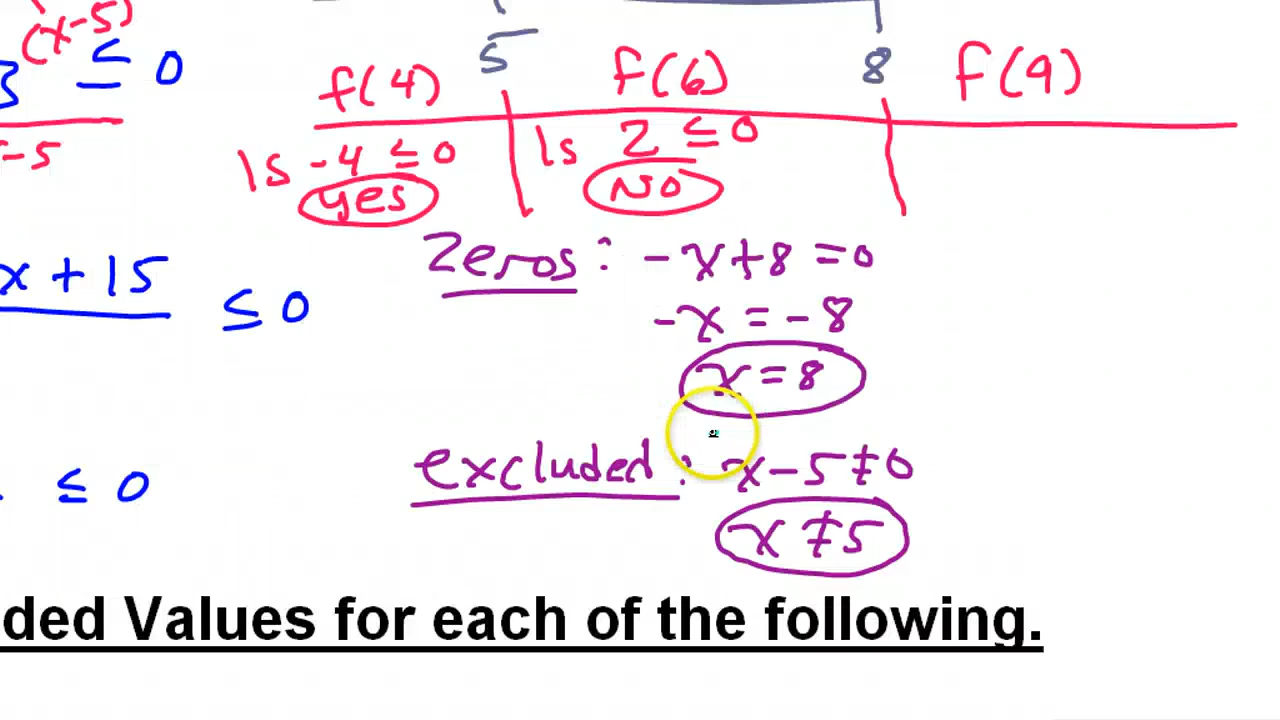 (x-5)
3 ≤ 0
-5
5 8
f(4) f(6) f(9)
Is -4 ≤ 0 Is 2 ≤ 0
yes NO
x + 15 ≤ 0
Zeros: -x+8=0
-x = -8
x = 8
≤ 0
excluded: x-5≠0
x ≠ 5
ded Values for each of the following.